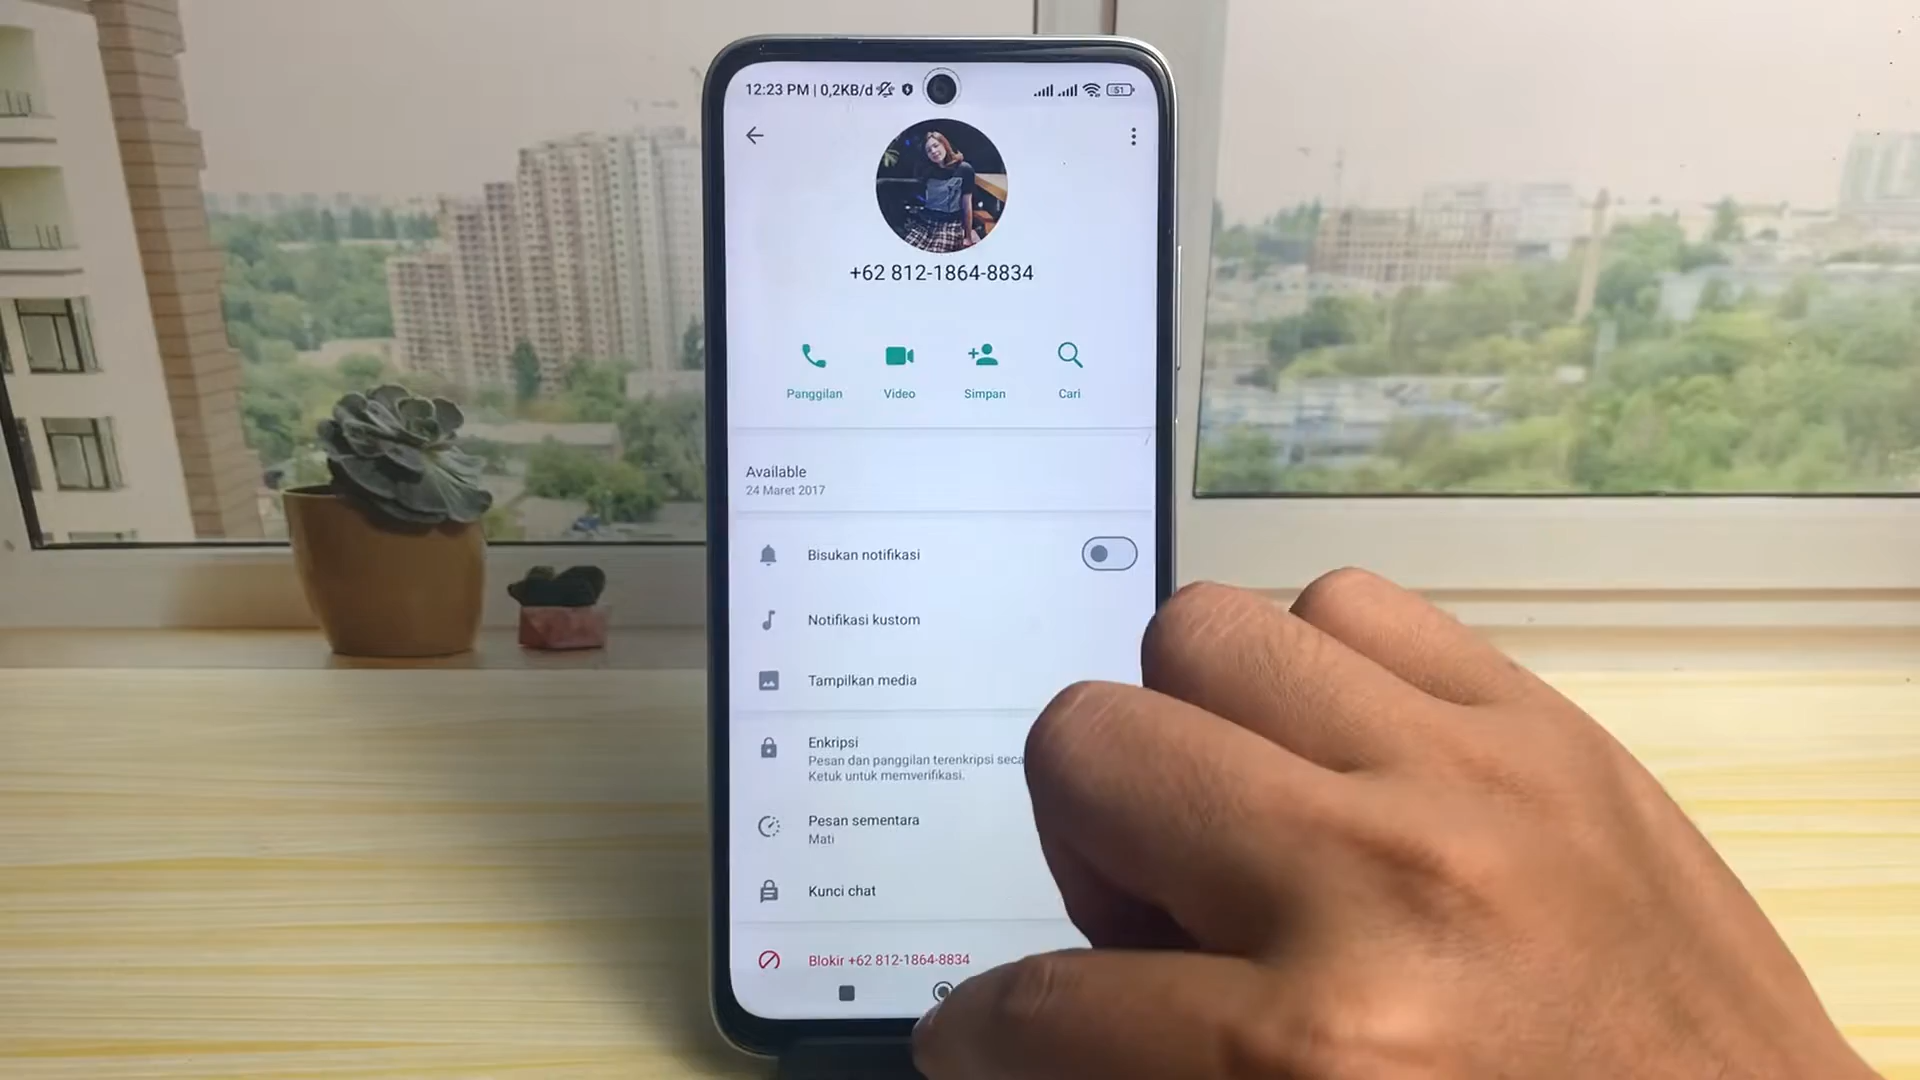 12:23 PM | 0,2KB/d
51
+62 812-1864-8834
Panggilan
Video
Simpan
Cari
Available
24 Maret 2017
Bisukan notifikasi
Notifikasi kustom
Tampilkan media
Enkripsi
Pesan dan panggilan terenkripsi seca
Ketuk untuk memverifikasi.
Pesan sementara
Mati
Kunci chat
Blokir +62 812-1864-8834